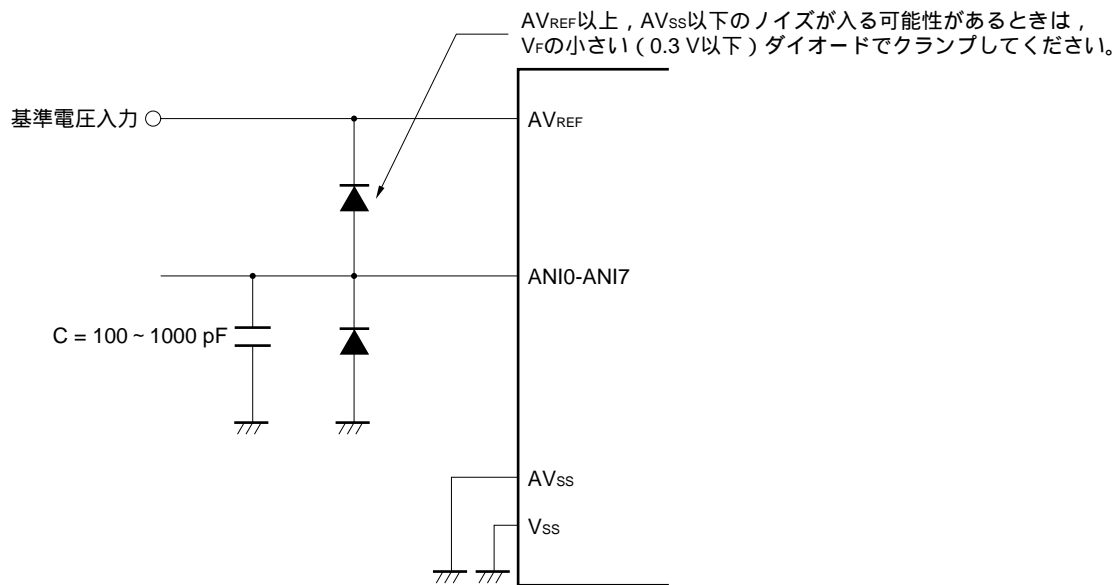 AVREF以上，AVSS以下のノイズが入る可能性があるときは，
VFの小さい（0.3 V以下）ダイオードでクランプしてください。
基準電圧入力
AVREF
ANI0-ANI7
C = 100 ~ 1000 pF
AVSS
VSS